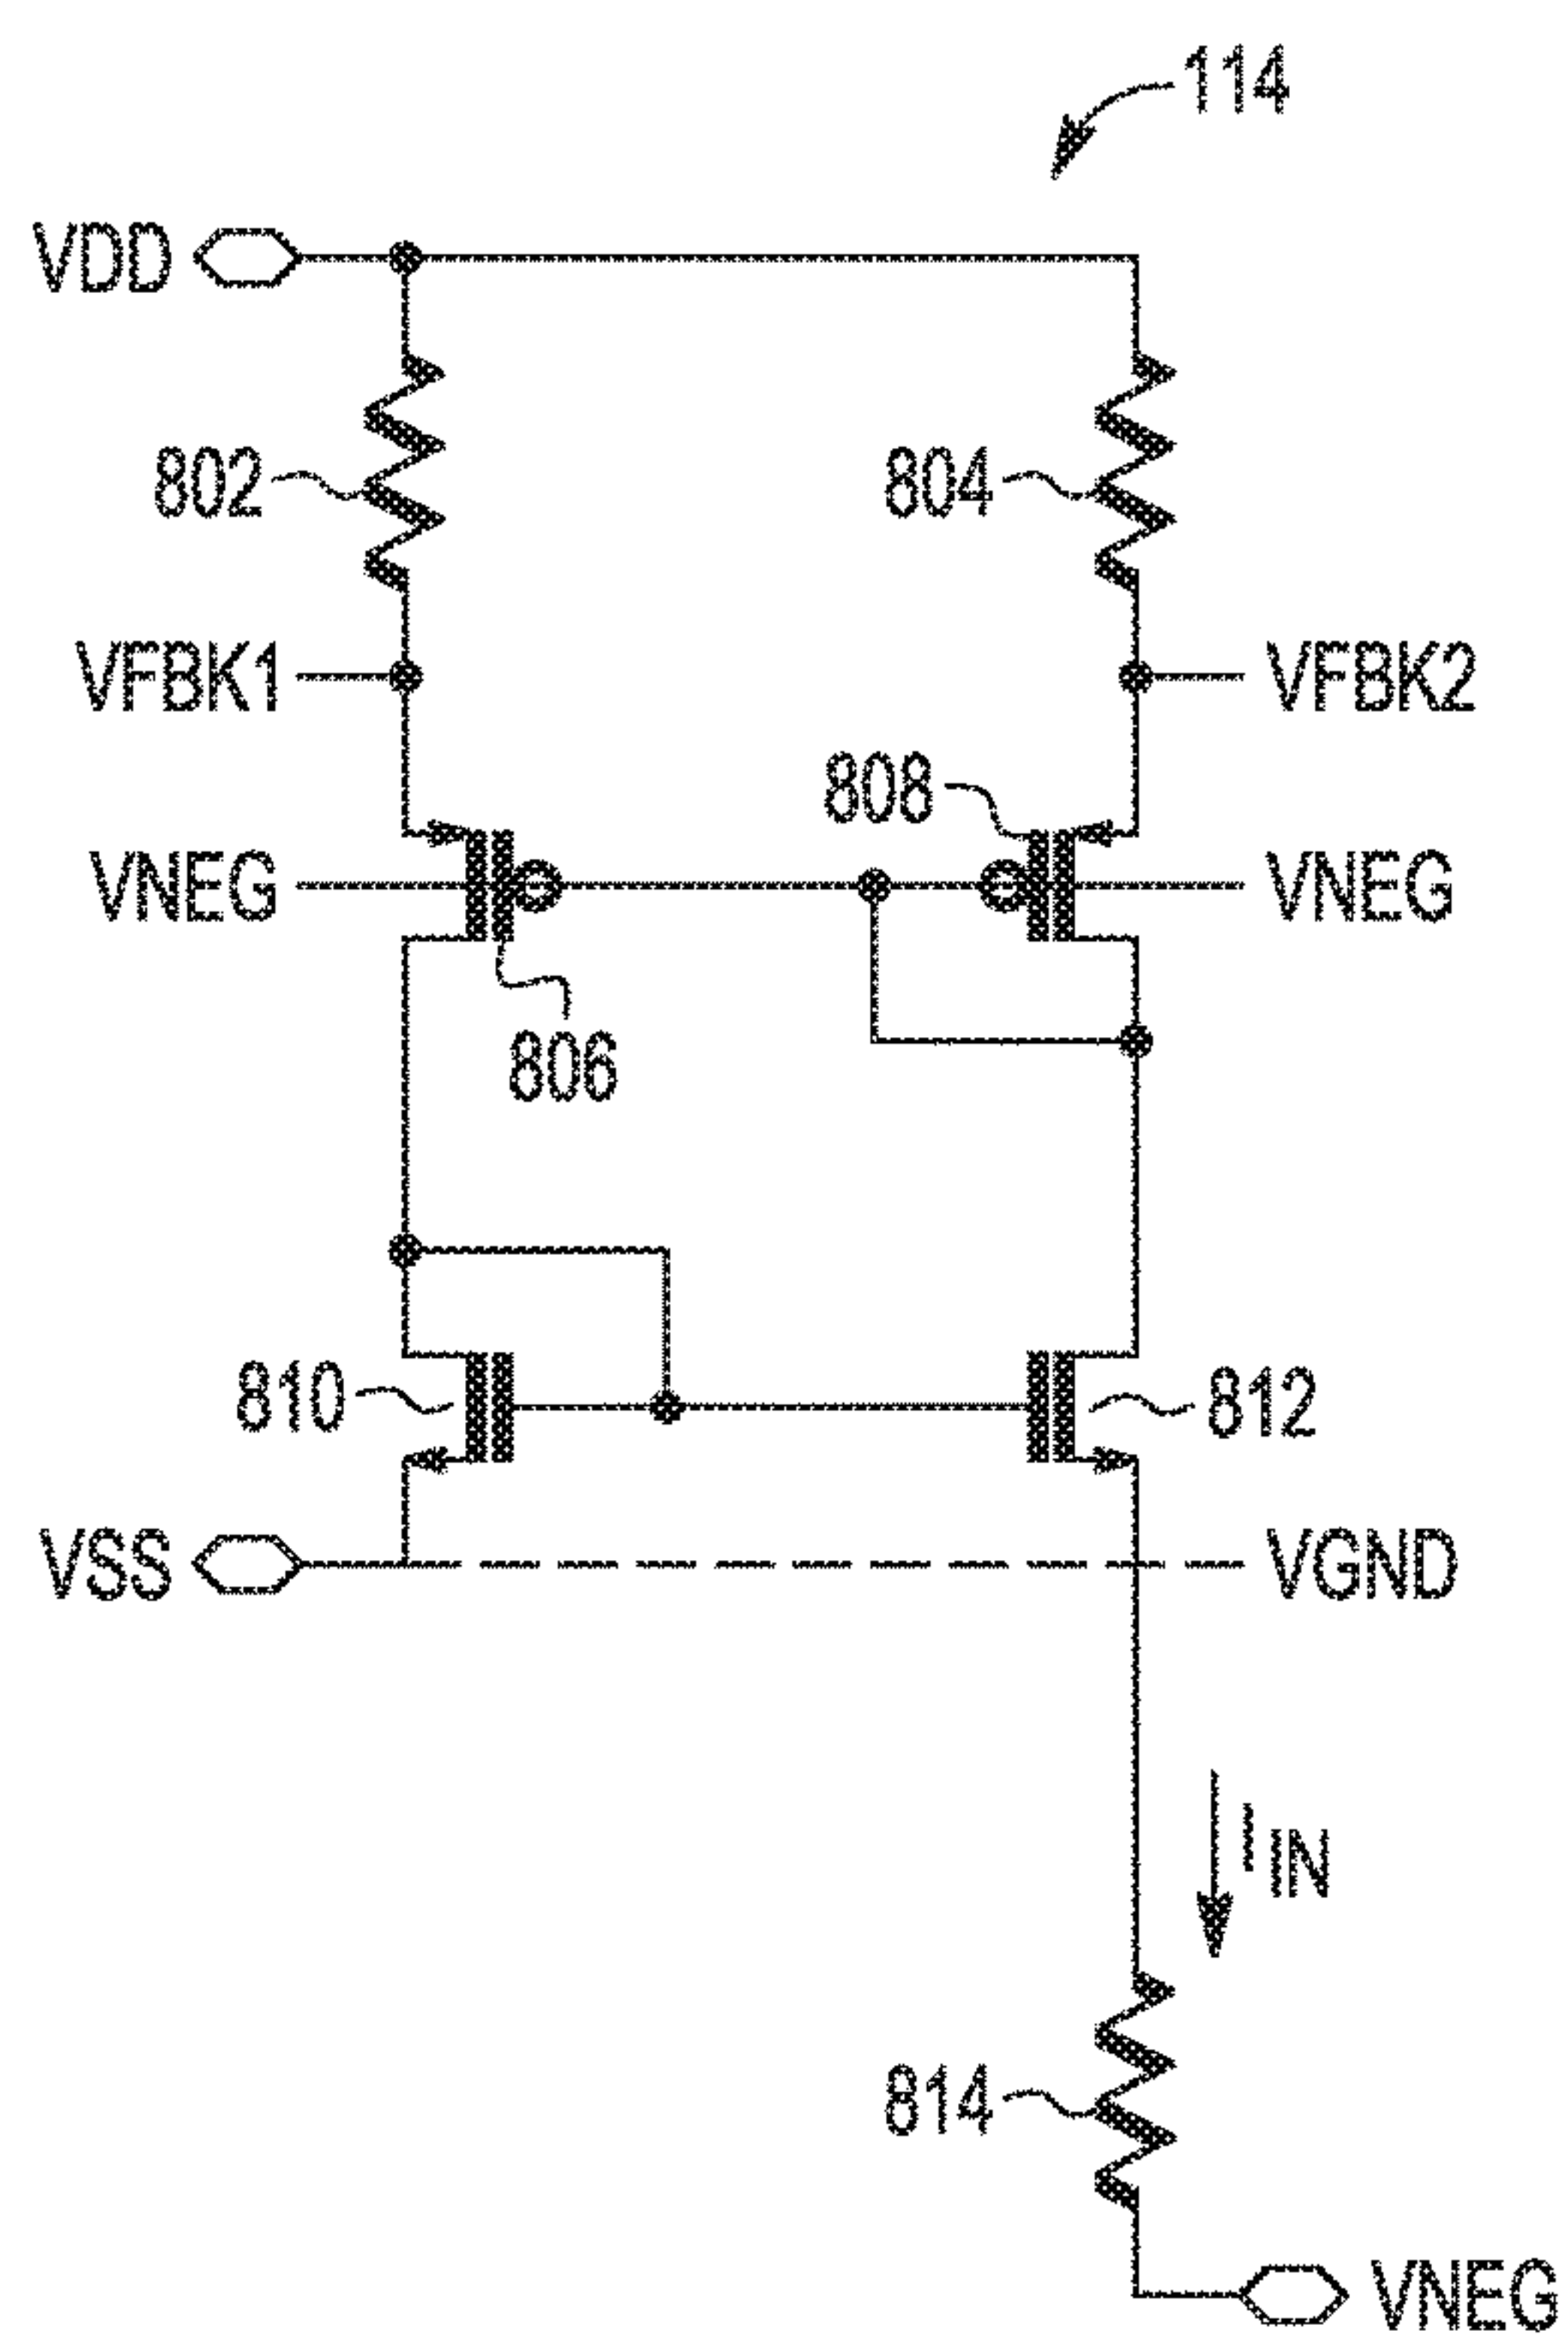 114
VDD
802
804
VFBK1
VFBK2
808
VNEG
VNEG
806
810
812
VSS
VGND
IIN
814
VNEG